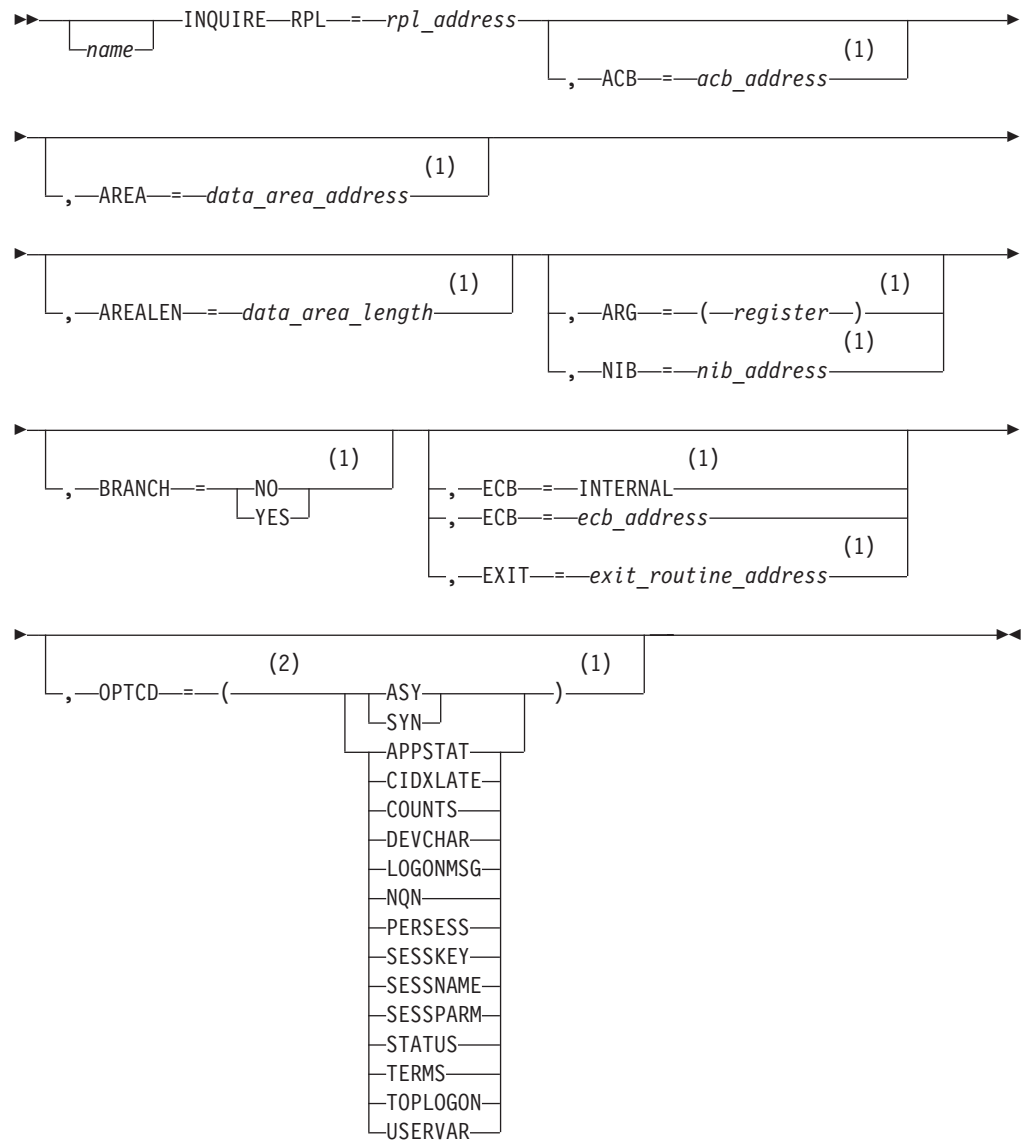 INQUIRE RPL = rpl_address
name
(1)
, ACB = acb_address
(1)
, AREA = data_area_address
(1)
, AREALEN = data_area_length
(1)
, ARG = ( register )
(1)
, NIB = nib_address
(1)
, BRANCH = NO
YES
(1)
, ECB = INTERNAL
, ECB = ecb_address
(1)
, EXIT = exit_routine_address
(2) (1)
, OPTCD = ( ASY )
SYN
APPSTAT
CIDXLATE
COUNTS
DEVCHAR
LOGONMSG
NQN
PERSESS
SESSKEY
SESSNAME
SESSPARM
STATUS
TERMS
TOPLOGON
USERVAR